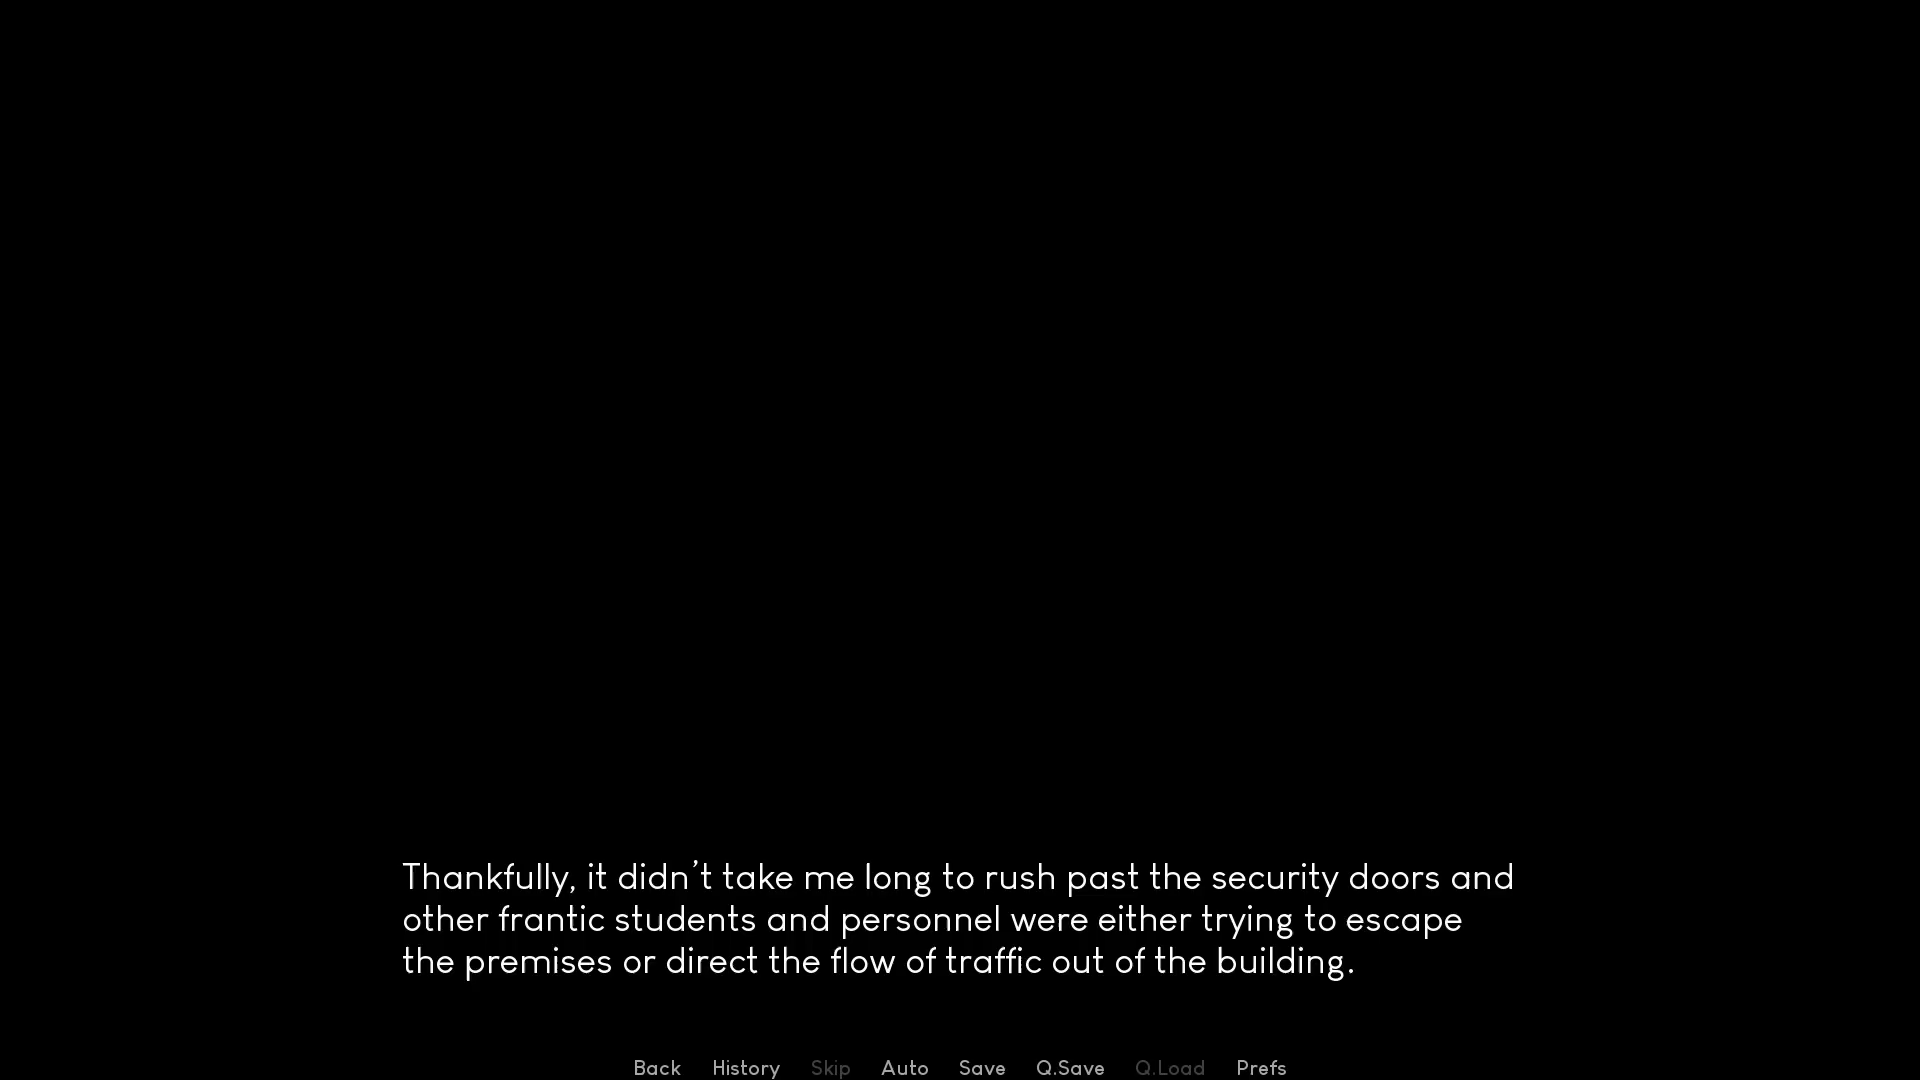 Thankfully, it didn’t take me long to rush past the security doors and
other frantic students and personnel were either trying to escape
the premises or direct the flow of traffic out of the building.
Back History Skip Auto Save Q.Save Q.Load Prefs